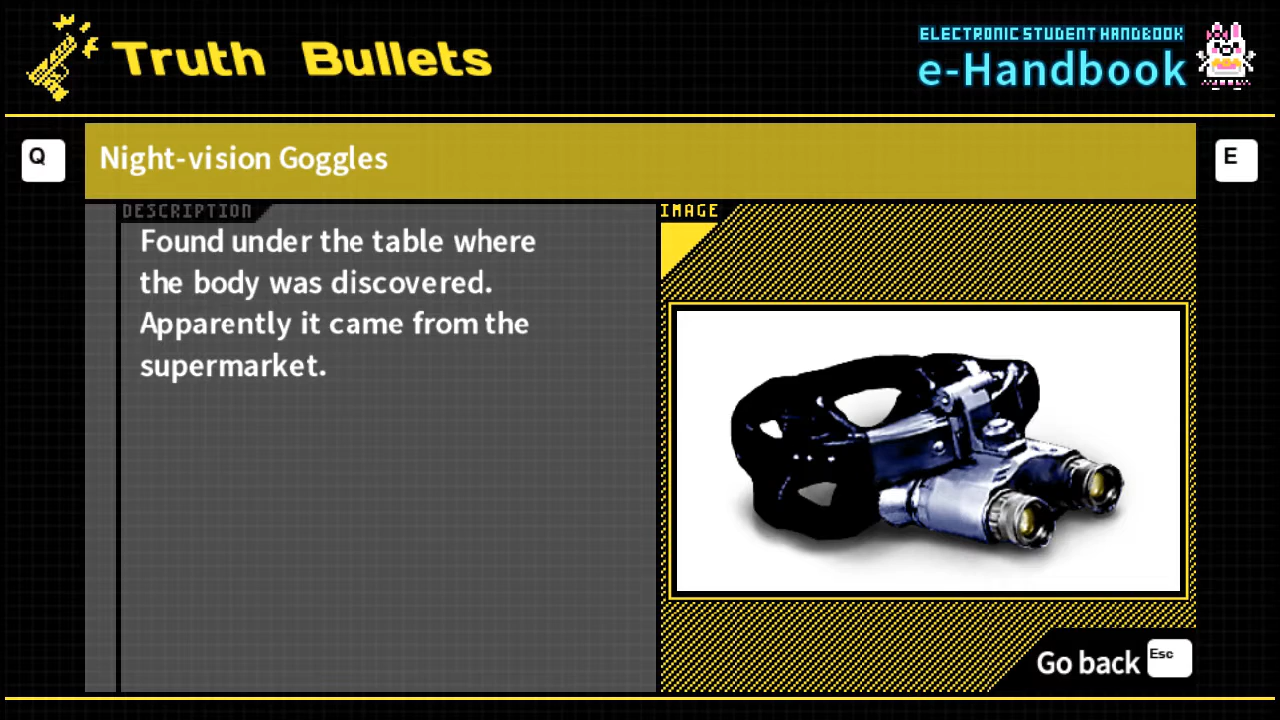 Truth Bullets
ELECTRONIC STUDENT HANDBOOK
e-Handbook
Q
Night-vision Goggles
E
DESCRIPTION
IMAGE
Found under the table where
the body was discovered.
Apparently it came from the
supermarket.
Go back Esc